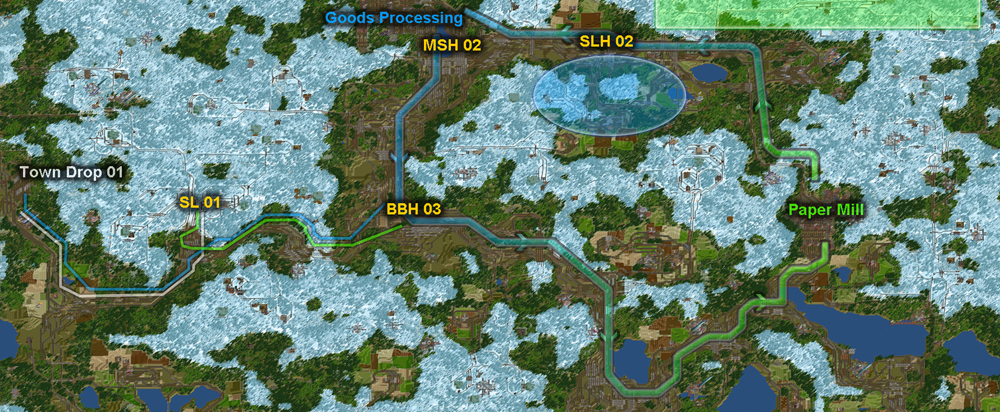 Goods Processing
MSH 02
SLH 02
Town Drop 01
SL 01
BBH 03
Paper Mill